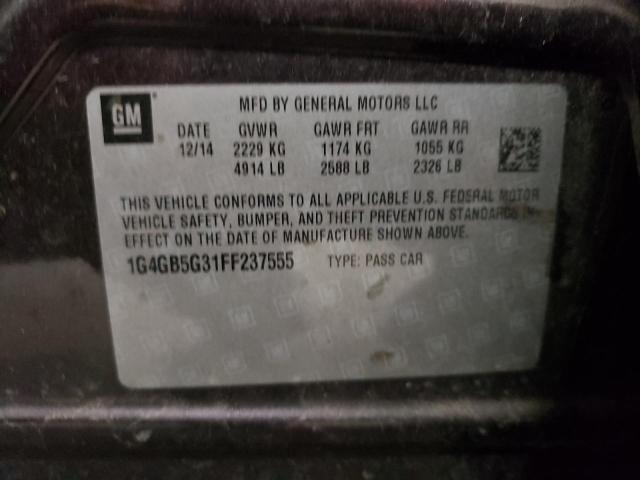 GM
MFD BY GENERAL MOTORS LLC
DATE GVWR GAWR FRT GAWR RR
12/14 2229 KG 1174 KG 1055 KG
4914 LB 2588 LB 2326 LB
THIS VEHICLE CONFORMS TO ALL APPLICABLE U.S. FEDERAL MOTOR
VEHICLE SAFETY, BUMPER, AND THEFT PREVENTION STANDARDS IN
EFFECT ON THE DATE OF MANUFACTURE SHOWN ABOVE.
1G4GB5G31FF237555 TYPE: PASS CAR